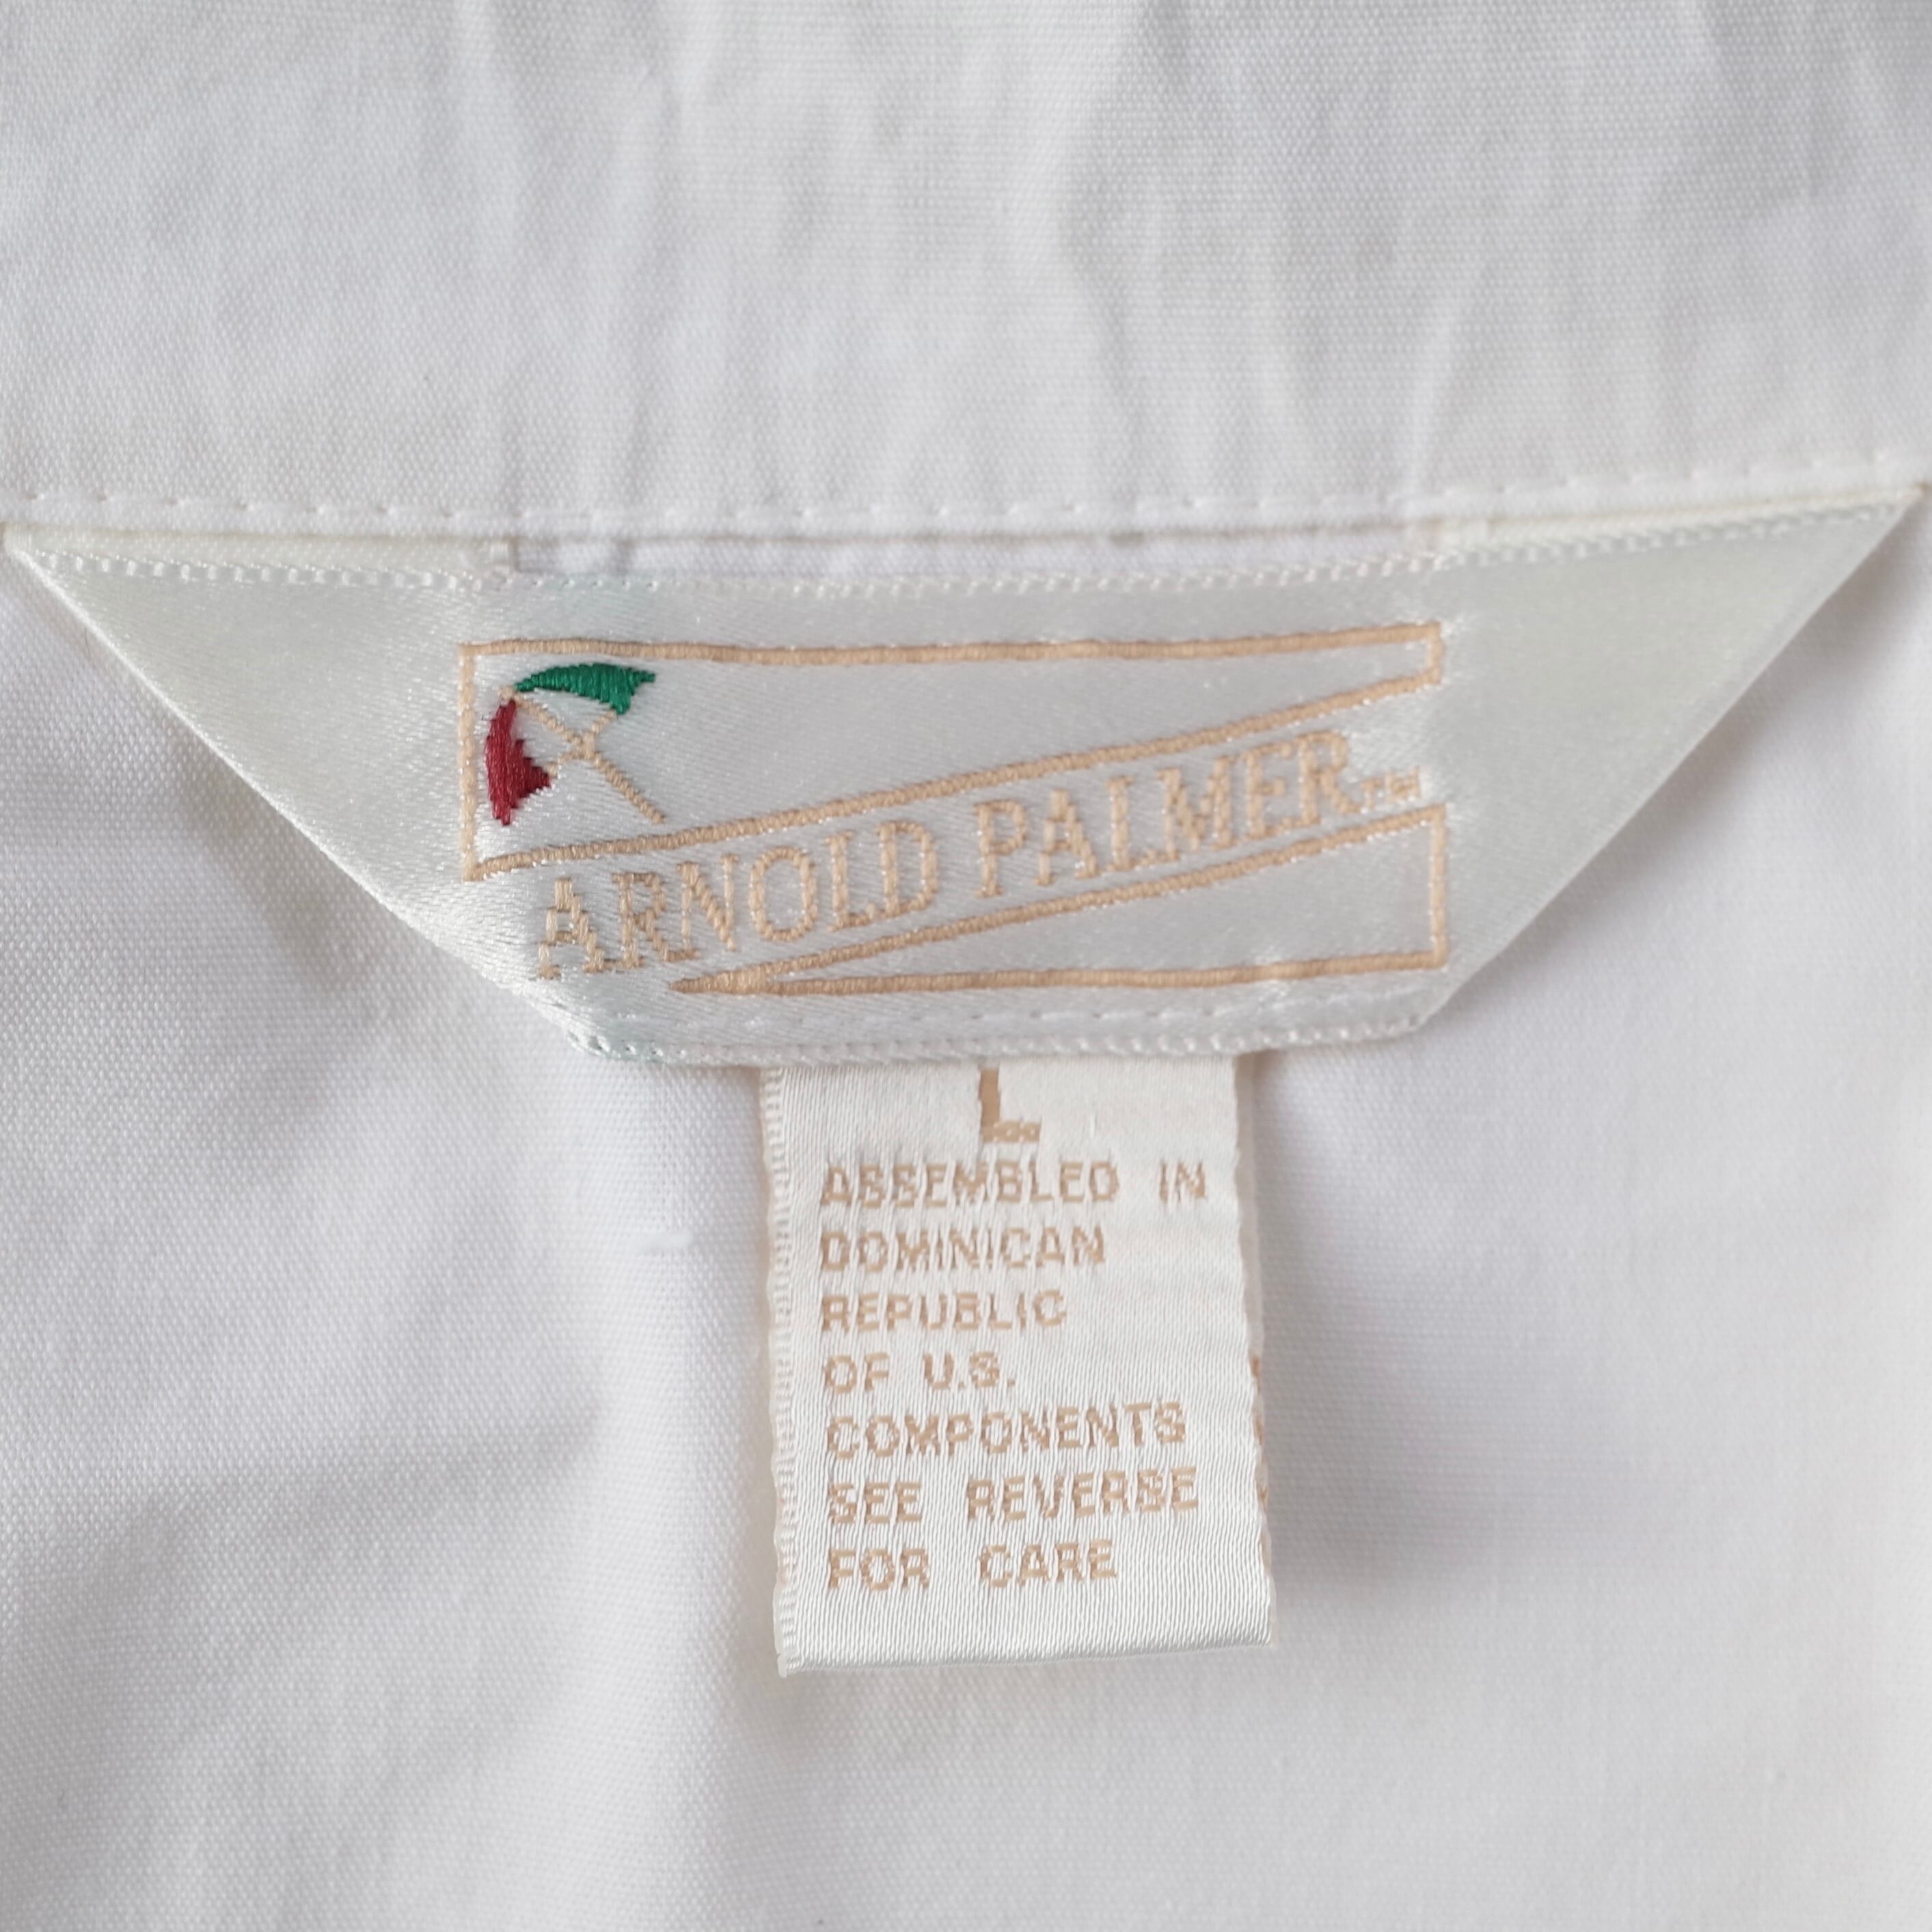 ARNOLD PALMER™
L
ASSEMBLED IN
DOMINICAN
REPUBLIC
OF U.S.
COMPONENTS
SEE REVERSE
FOR CARE